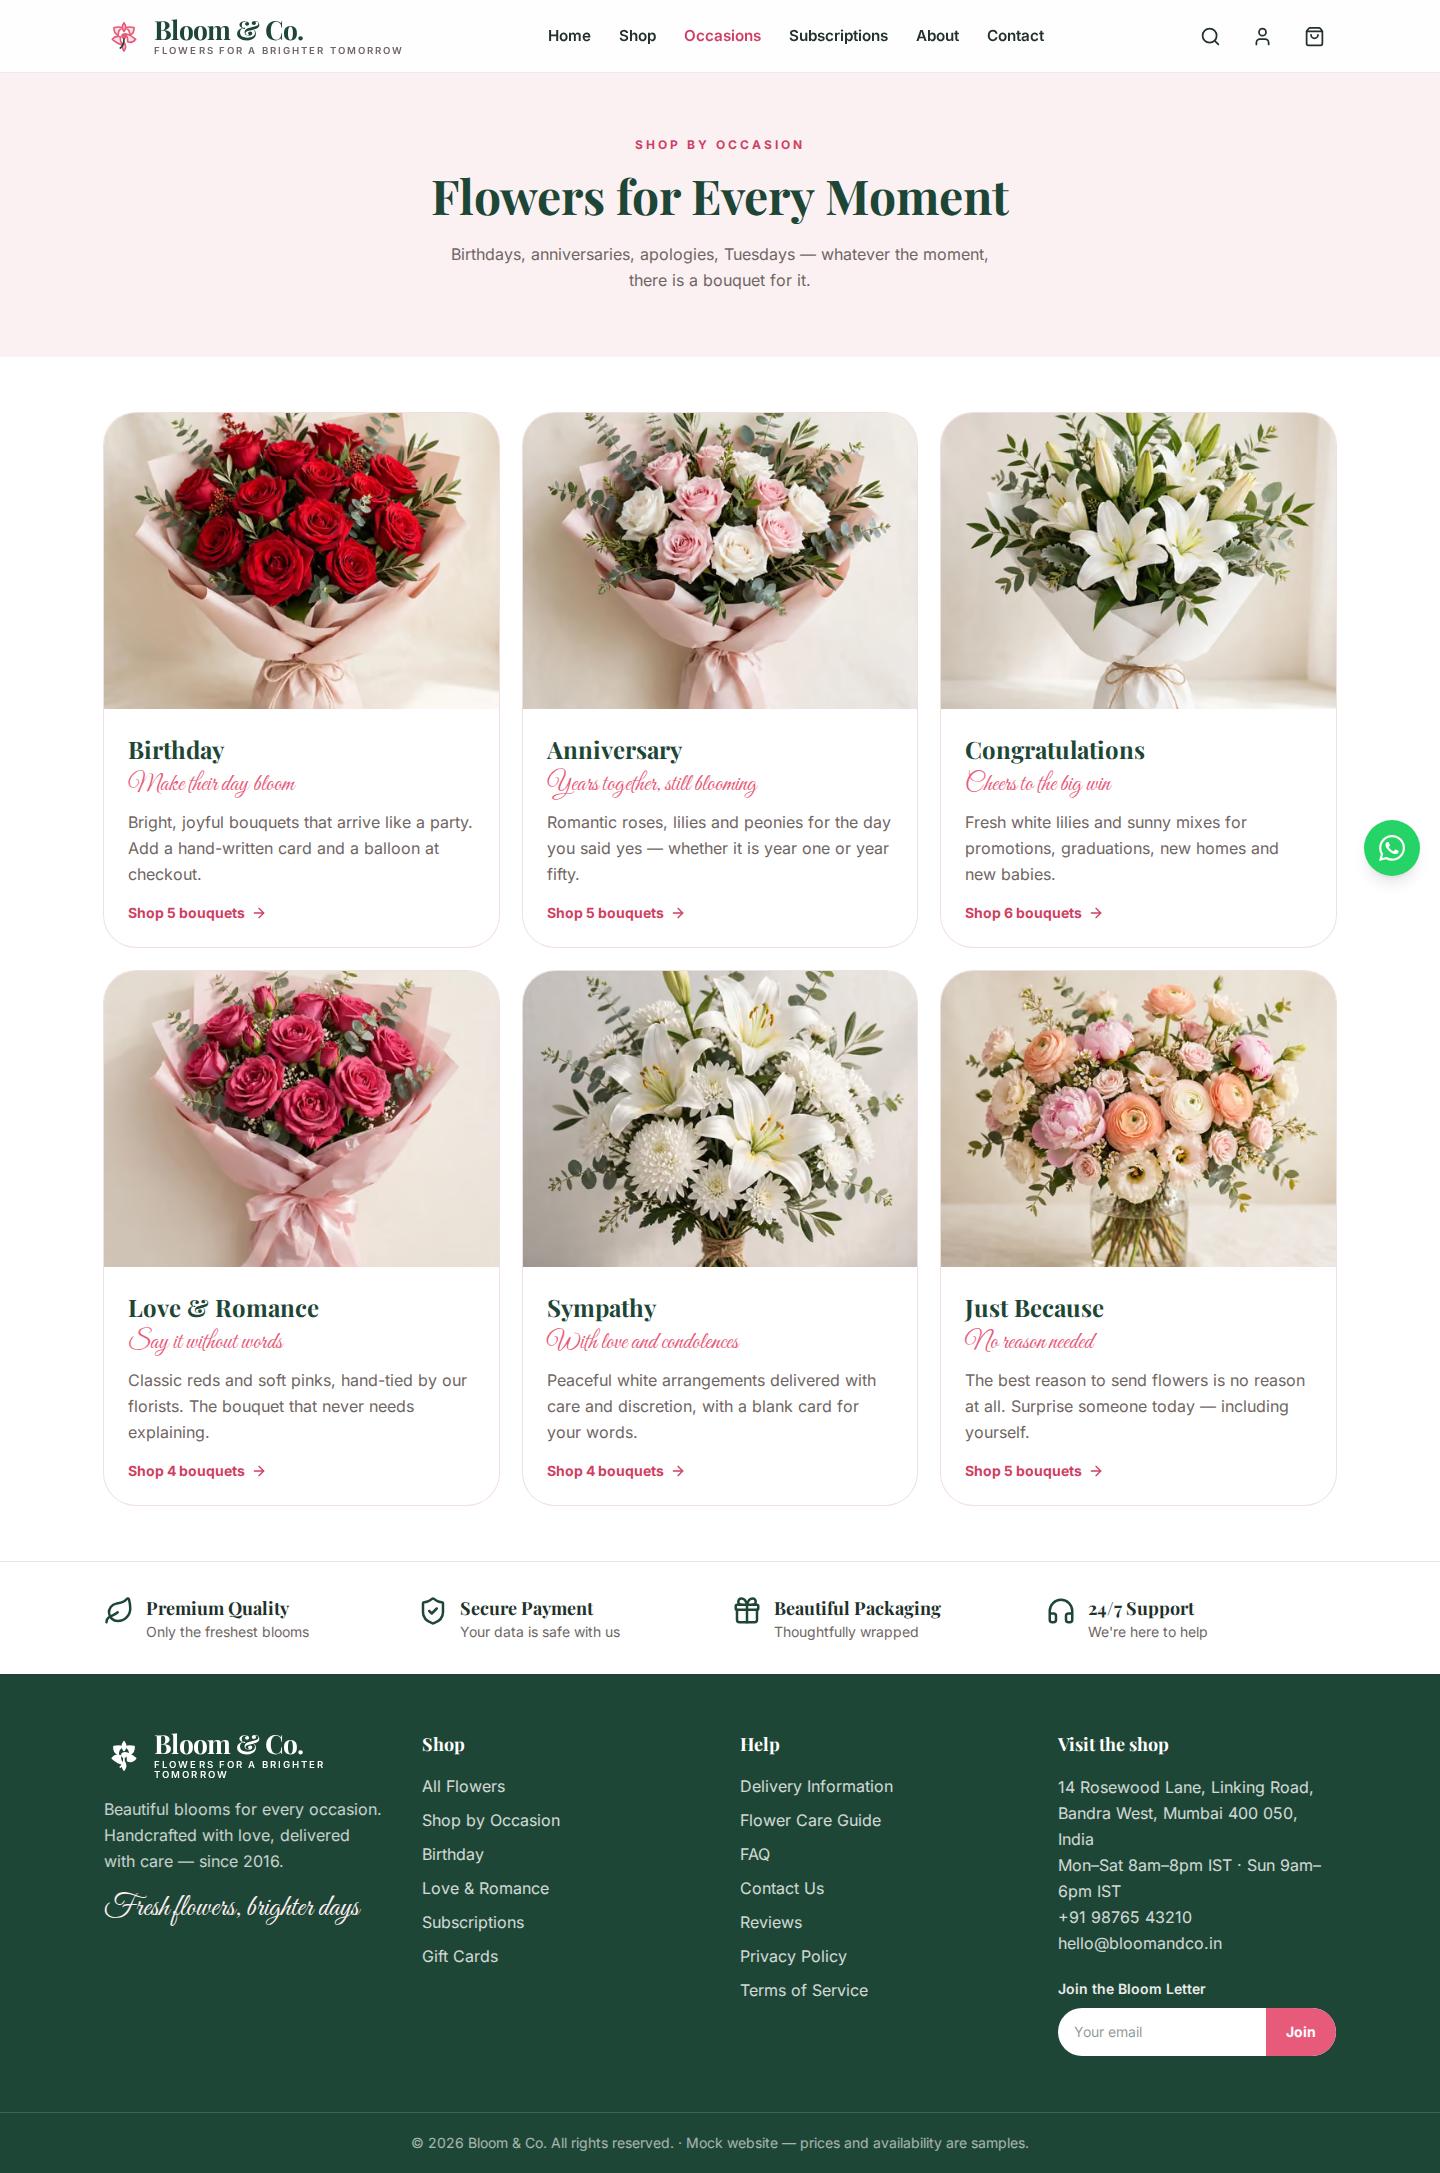 Bloom & Co.
FLOWERS FOR A BRIGHTER TOMORROW
Home
Shop
Occasions
Subscriptions
About
Contact
SHOP BY OCCASION
Flowers for Every Moment
Birthdays, anniversaries, apologies, Tuesdays — whatever the moment,
there is a bouquet for it.
Birthday
Make their day bloom
Bright, joyful bouquets that arrive like a party.
Add a hand-written card and a balloon at
checkout.
Shop 5 bouquets
Anniversary
Years together, still blooming
Romantic roses, lilies and peonies for the day
you said yes — whether it is year one or year
fifty.
Shop 5 bouquets
Congratulations
Cheers to the big win
Fresh white lilies and sunny mixes for
promotions, graduations, new homes and
new babies.
Shop 6 bouquets
Love & Romance
Say it without words
Classic reds and soft pinks, hand-tied by our
florists. The bouquet that never needs
explaining.
Shop 4 bouquets
Sympathy
With love and condolences
Peaceful white arrangements delivered with
care and discretion, with a blank card for
your words.
Shop 4 bouquets
Just Because
No reason needed
The best reason to send flowers is no reason
at all. Surprise someone today — including
yourself.
Shop 5 bouquets
Premium Quality
Only the freshest blooms
Secure Payment
Your data is safe with us
Beautiful Packaging
Thoughtfully wrapped
24/7 Support
We're here to help
Bloom & Co.
FLOWERS FOR A BRIGHTER
TOMORROW
Beautiful blooms for every occasion.
Handcrafted with love, delivered
with care — since 2016.
Fresh flowers, brighter days
Shop
All Flowers
Shop by Occasion
Birthday
Love & Romance
Subscriptions
Gift Cards
Help
Delivery Information
Flower Care Guide
FAQ
Contact Us
Reviews
Privacy Policy
Terms of Service
Visit the shop
14 Rosewood Lane, Linking Road,
Bandra West, Mumbai 400 050,
India
Mon–Sat 8am–8pm IST · Sun 9am–
6pm IST
+91 98765 43210
hello@bloomandco.in
Join the Bloom Letter
Your email
Join
© 2026 Bloom & Co. All rights reserved. · Mock website — prices and availability are samples.